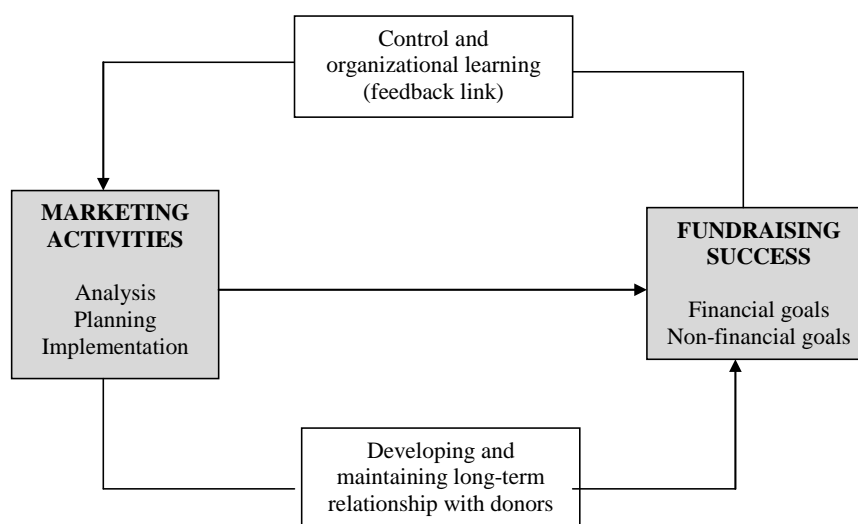 Control and
organizational learning
(feedback link)
MARKETING
ACTIVITIES
Analysis
Planning
Implementation
FUNDRAISING
SUCCESS
Financial goals
Non-financial goals
Developing and
maintaining long-term
relationship with donors